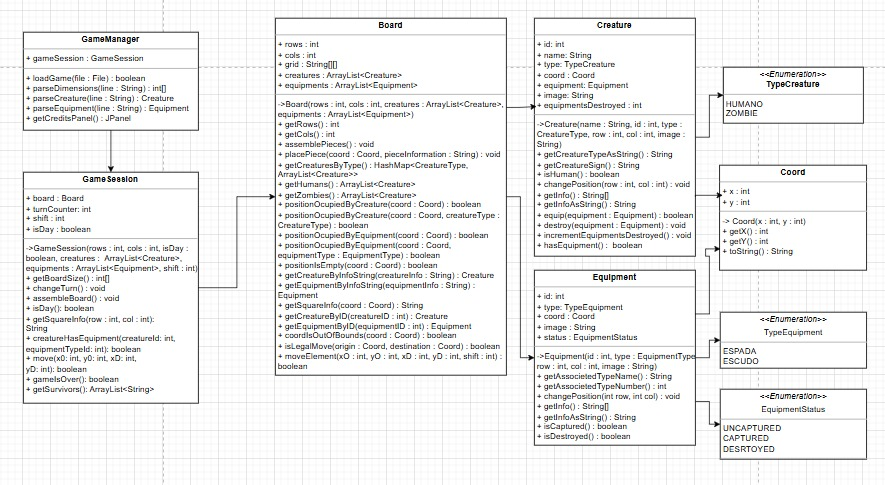 GameManager
+ gameSession : GameSession
+ loadGame(file : File) : boolean
+ parseDimensions(line : String) : int[]
+ parseCreature(line : String) : Creature
+ parseEquipment(line : String) : Equipment
+ getCreditsPanel() : JPanel
GameSession
+ board : Board
+ turnCounter: int
+ shift : int
+ isDay : boolean
->GameSession(rows : int, cols : int, isDay :
boolean, creatures : ArrayList<Creature>,
equipments : ArrayList<Equipment>, shift : int)
+ getBoardSize() : int[]
+ changeTurn() : void
+ assembleBoard() : void
+ isDay(): boolean
+ getSquareInfo(row : int, col : int):
String
+ creatureHasEquipment(creatureId: int,
equipmentTypeId: int): boolean
+ move(x0: int, y0: int, xD: int,
yD: int): boolean
+ gameIsOver(): boolean
+ getSurvivors(): ArrayList<String>
Board
+ rows : int
+ cols : int
+ grid : String[][]
+ creatures : ArrayList<Creature>
+ equipments : ArrayList<Equipment>
->Board(rows : int, cols : int, creatures : ArrayList<Creature>,
equipments : ArrayList<Equipment>)
+ getRows() : int
+ getCols() : int
+ assemblePieces() : void
+ placePiece(coord : Coord, pieceInformation : String) : void
+ getCreaturesByType() : HashMap<CreatureType,
ArrayList<Creature>>
+ getHumans() : ArrayList<Creature>
+ getZombies() : ArrayList<Creature>
+ positionOccupiedByCreature(coord : Coord) : boolean
+ positionOccupiedByCreature(coord : Coord, creatureType :
CreatureType) : boolean
+ positionOccupiedByEquipment(coord : Coord) : boolean
+ positionOccupiedByEquipment(coord : Coord,
equipmentType : EquipmentType) : boolean
+ positionIsEmpty(coord : Coord) : boolean
+ getCreatureByInfoString(creatureInfo : String) : Creature
+ getEquipmentByInfoString(equipmentInfo : String) :
Equipment
+ getSquareInfo(coord : Coord) : String
+ getCreatureByID(creatureID : int) : Creature
+ getEquipmentByID(equipmentID : int) : Equipment
+ coordIsOutOfBounds(coord : Coord) : boolean
+ isLegalMove(origin : Coord, destination : Coord) : boolean
+ moveElement(xO : int, yO : int, xD : int, yD : int, shift : int) :
boolean
Creature
+ id: int
+ name: String
+ type: TypeCreature
+ coord : Coord
+ equipment: Equipment
+ image: String
+ equipmentsDestroyed : int
->Creature(name : String, id : int, type :
CreatureType, row : int, col : int, image :
String)
+ getCreatureTypeAsString() : String
+ getCreatureSign() : String
+ isHuman() : boolean
+ changePosition(row : int, col : int) : void
+ getInfo() : String[]
+ getInfoAsString() : String
+ equip(equipment : Equipment) : boolean
+ destroy(equipment : Equipment) : void
+ incrementEquipmentsDestroyed() : void
+ hasEquipment() : boolean
Equipment
+ id: int
+ type: TypeEquipment
+ coord : Coord
+ image : String
+ status : EquipmentStatus
->Equipment(id : int, type : EquipmentType
row : int, col : int, image : String)
+ getAssociatedTypeName() : String
+ getAssociatedTypeNumber() : int
+ changePosition(int row, int col) : void
+ getInfo() : String[]
+ getInfoAsString() : String
+ isCaptured() : boolean
+ isDestroyed() : boolean
<<Enumeration>>
TypeCreature
HUMANO
ZOMBIE
Coord
+ x : int
+ y : int
-> Coord(x : int, y : int)
+ getX() : int
+ getY() : int
+ toString() : String
<<Enumeration>>
TypeEquipment
ESPADA
ESCUDO
<<Enumeration>>
EquipmentStatus
UNCAPTURED
CAPTURED
DESRTOYED